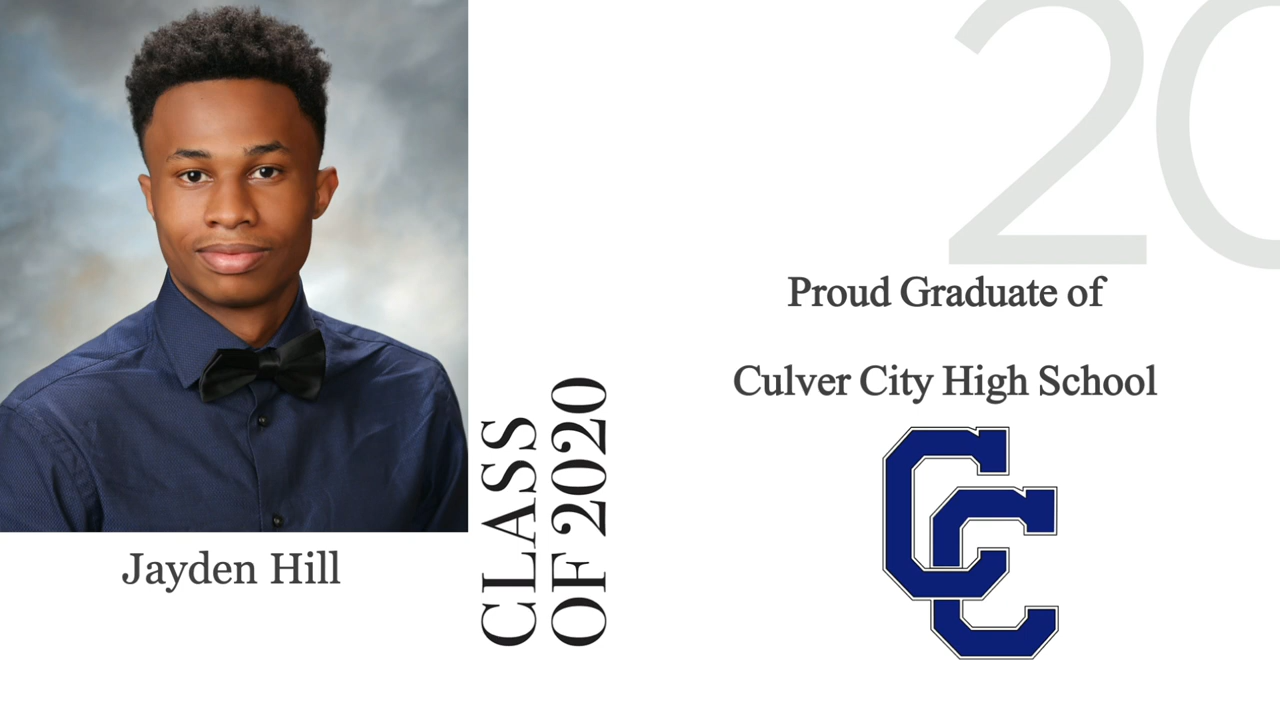 20
Proud Graduate of
Culver City High School
CC
CLASS
OF 2020
Jayden Hill